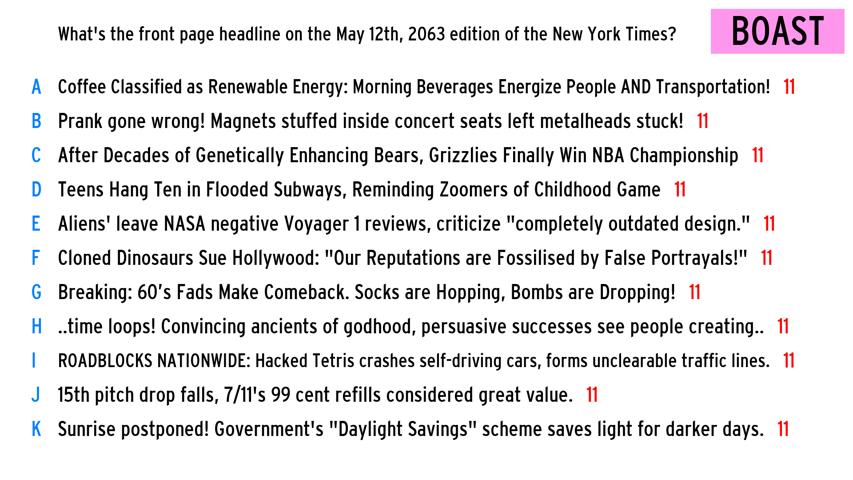 What's the front page headline on the May 12th, 2063 edition of the New York Times?
BOAST
A Coffee Classified as Renewable Energy: Morning Beverages Energize People AND Transportation! 11
B Prank gone wrong! Magnets stuffed inside concert seats left metalheads stuck! 11
C After Decades of Genetically Enhancing Bears, Grizzlies Finally Win NBA Championship 11
D Teens Hang Ten in Flooded Subways, Reminding Zoomers of Childhood Game 11
E Aliens' leave NASA negative Voyager 1 reviews, criticize "completely outdated design." 11
F Cloned Dinosaurs Sue Hollywood: "Our Reputations are Fossilised by False Portrayals!" 11
G Breaking: 60's Fads Make Comeback. Socks are Hopping, Bombs are Dropping! 11
H ..time loops! Convincing ancients of godhood, persuasive successes see people creating.. 11
I ROADBLOCKS NATIONWIDE: Hacked Tetris crashes self-driving cars, forms unclearable traffic lines. 11
J 15th pitch drop falls, 7/11's 99 cent refills considered great value. 11
K Sunrise postponed! Government's "Daylight Savings" scheme saves light for darker days. 11